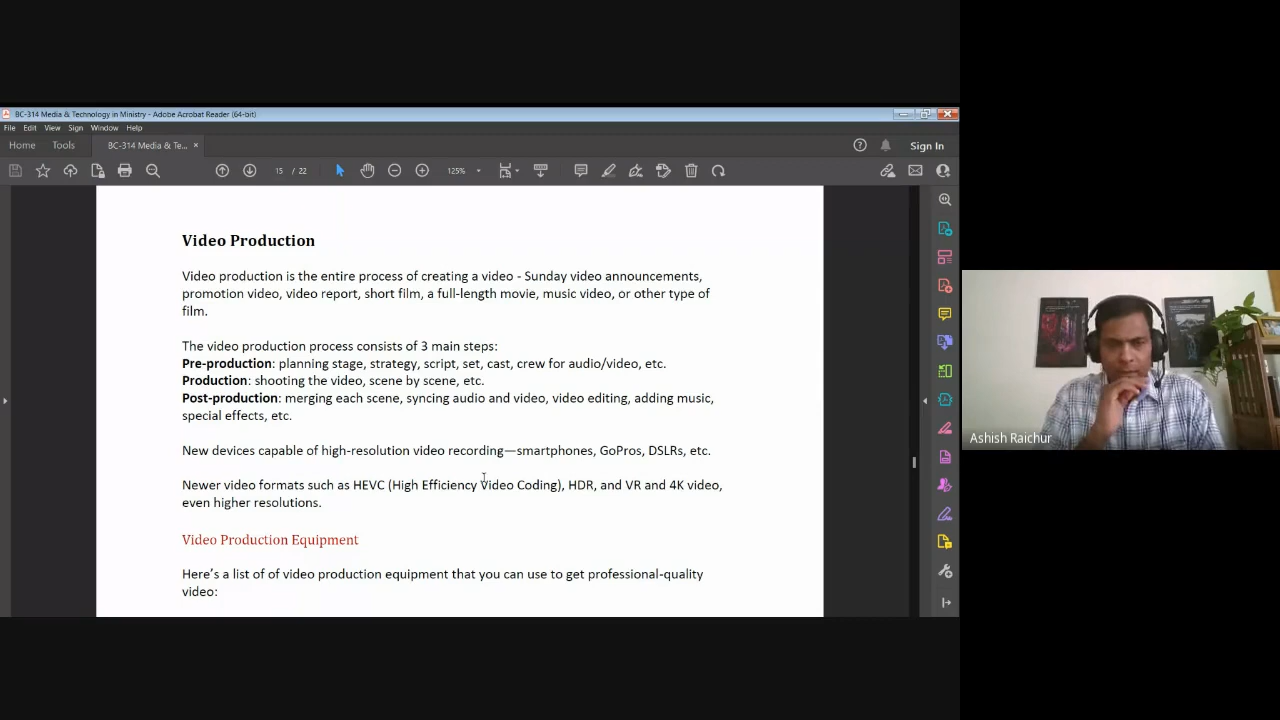 BC-314 Media & Technology in Ministry - Adobe Acrobat Reader (64-bit)
File Edit View Sign Window Help
Home Tools BC-314 Media & Te... × Sign In
15 / 22 125%
Video Production
Video production is the entire process of creating a video - Sunday video announcements,
promotion video, video report, short film, a full-length movie, music video, or other type of
film.
The video production process consists of 3 main steps:
Pre-production: planning stage, strategy, script, set, cast, crew for audio/video, etc.
Production: shooting the video, scene by scene, etc.
Post-production: merging each scene, syncing audio and video, video editing, adding music,
special effects, etc.
New devices capable of high-resolution video recording—smartphones, GoPros, DSLRs, etc.
Newer video formats such as HEVC (High Efficiency Video Coding), HDR, and VR and 4K video,
even higher resolutions.
Video Production Equipment
Here's a list of of video production equipment that you can use to get professional-quality
video:
Ashish Raichur